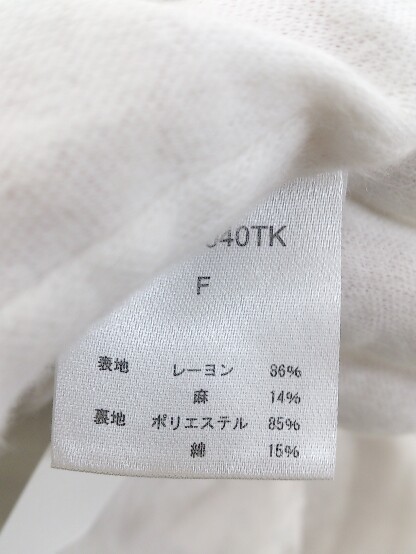 40TK
F
表地 レーヨン 86%
麻 14%
裏地 ポリエステル 85%
綿 15%